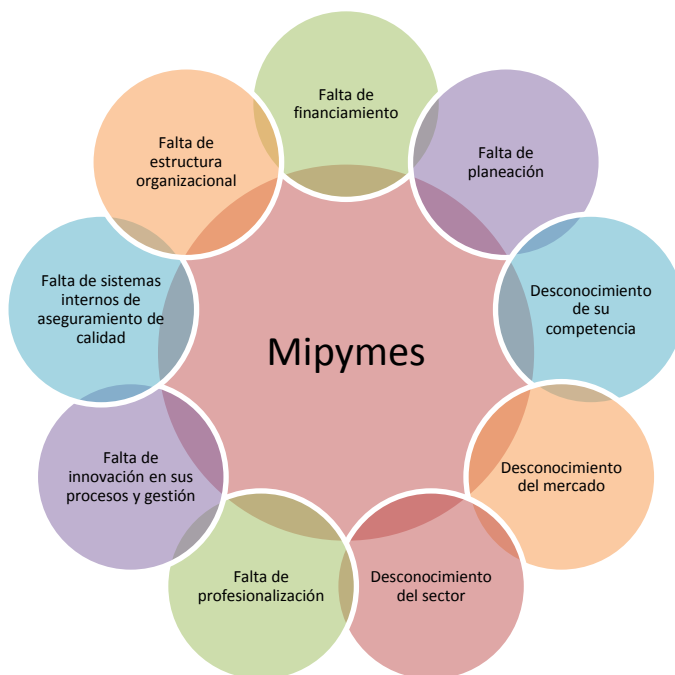 Falta de
financiamiento
Falta de
planeación
Desconocimiento
de su
competencia
Desconocimiento
del mercado
Desconocimiento
del sector
Falta de
profesionalización
Falta de
innovación en sus
procesos y gestión
Falta de sistemas
internos de
aseguramiento de
calidad
Falta de
estructura
organizacional
Mipymes